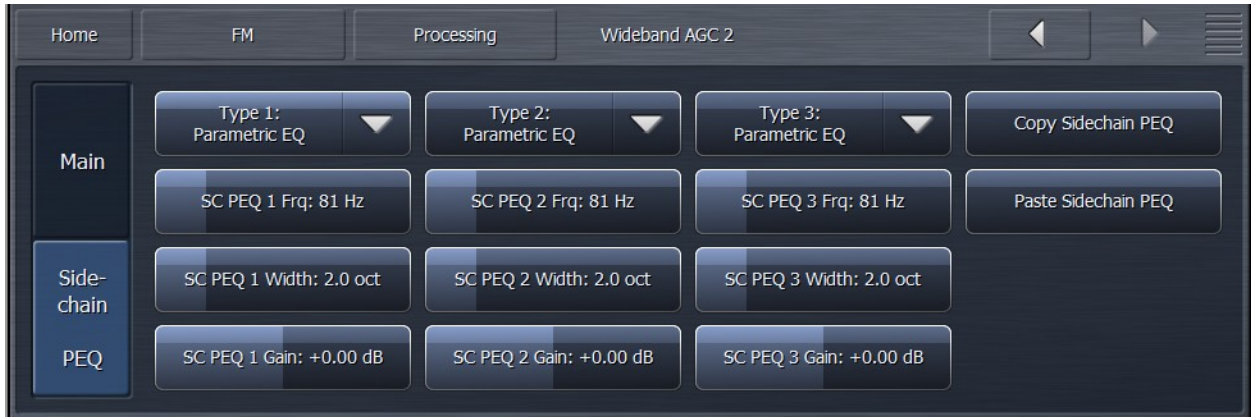 Home
FM
Processing
Wideband AGC 2
Main
Side-
chain
PEQ
Type 1:
Parametric EQ
Type 2:
Parametric EQ
Type 3:
Parametric EQ
Copy Sidechain PEQ
SC PEQ 1 Frq: 81 Hz
SC PEQ 2 Frq: 81 Hz
SC PEQ 3 Frq: 81 Hz
Paste Sidechain PEQ
SC PEQ 1 Width: 2.0 oct
SC PEQ 2 Width: 2.0 oct
SC PEQ 3 Width: 2.0 oct
SC PEQ 1 Gain: +0.00 dB
SC PEQ 2 Gain: +0.00 dB
SC PEQ 3 Gain: +0.00 dB